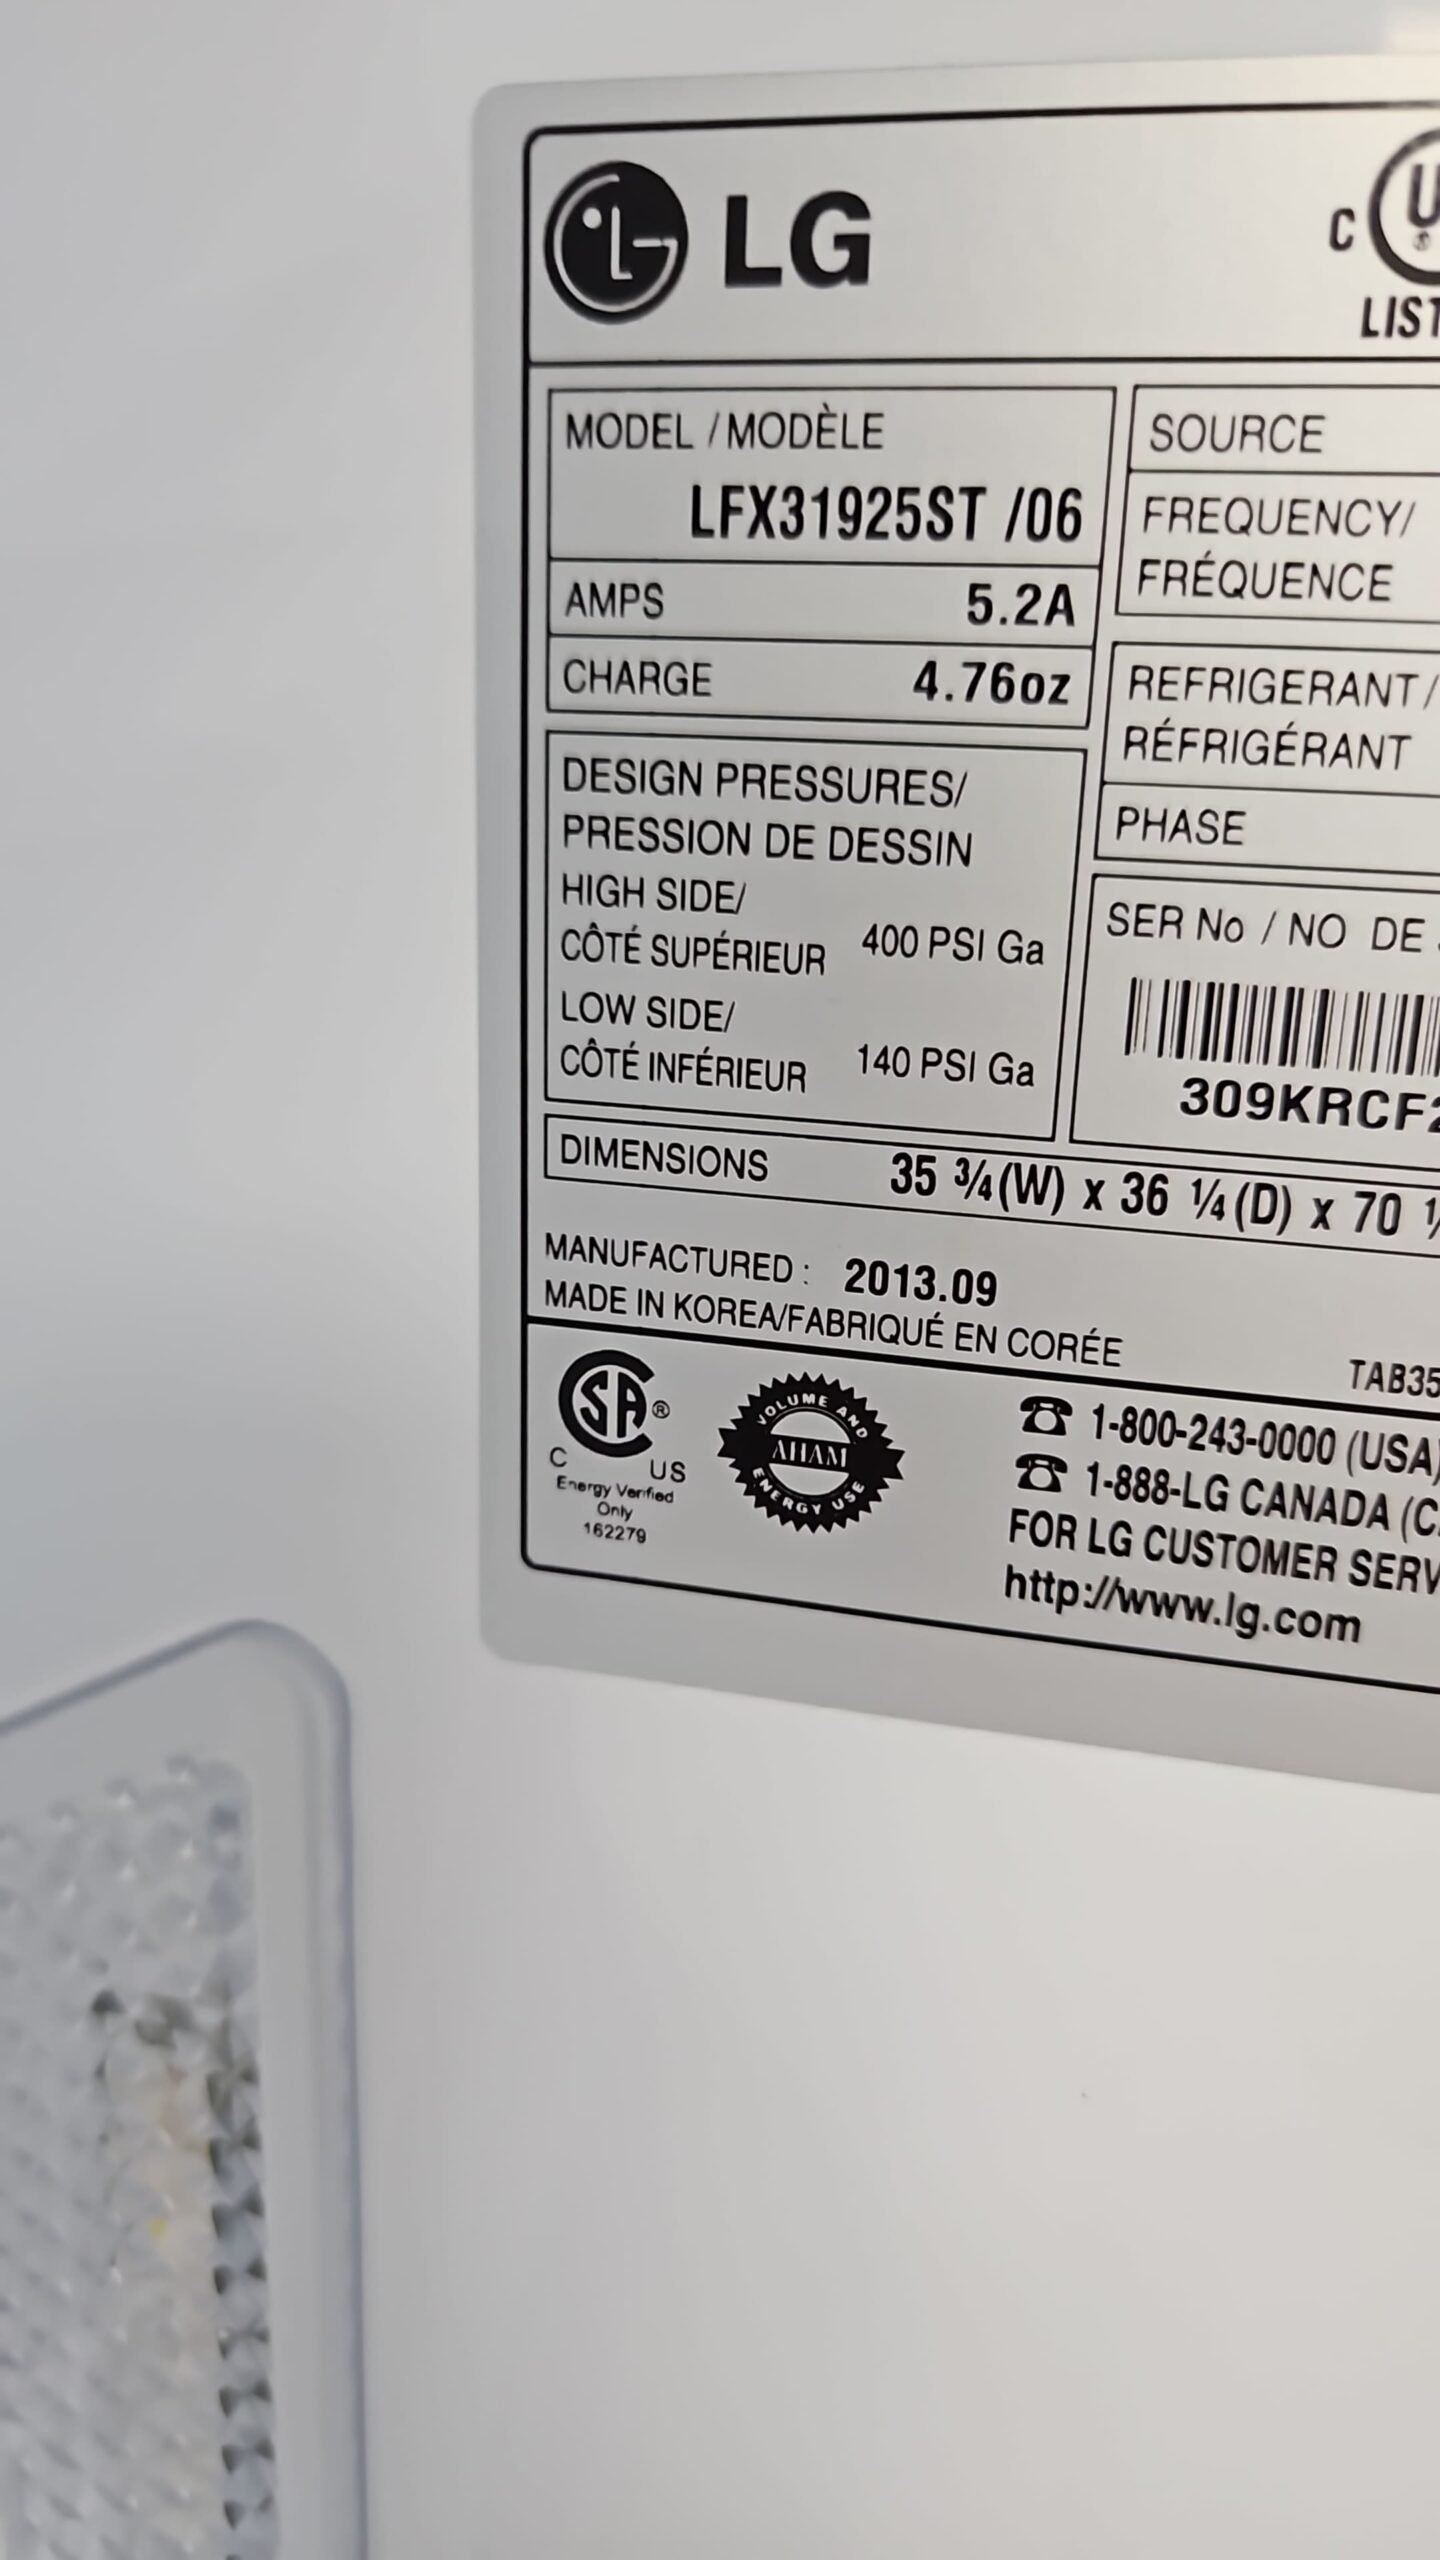 LG
C U
®
LIST
MODEL / MODÈLE
LFX31925ST /06
AMPS 5.2A
CHARGE 4.76oz
DESIGN PRESSURES/
PRESSION DE DESSIN
HIGH SIDE/
CÔTÉ SUPÉRIEUR 400 PSI Ga
LOW SIDE/
CÔTÉ INFÉRIEUR 140 PSI Ga
SOURCE
FREQUENCY/
FRÉQUENCE
REFRIGERANT /
RÉFRIGÉRANT
PHASE
SER No / NO DE
309KRCF
DIMENSIONS 35 ¾(W) x 36 ¼(D) x 70
MANUFACTURED : 2013.09
MADE IN KOREA/FABRIQUÉ EN CORÉE
TAB35
SA ®
C US
Energy Verified
Only
162279
VOLUME AND
AHAM
ENERGY USE
1-800-243-0000 (USA)
1-888-LG CANADA (C
FOR LG CUSTOMER SERV
http://www.lg.com